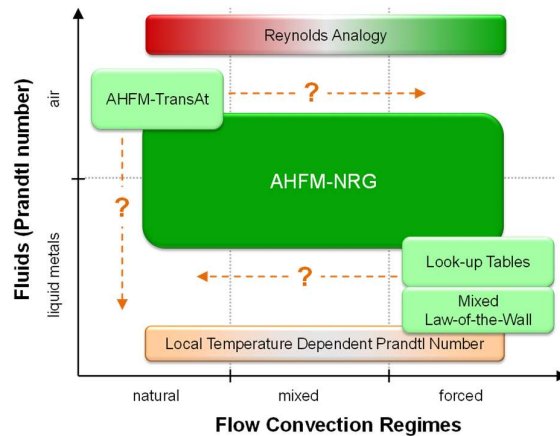 Reynolds Analogy
AHFM-TransAt
?
AHFM-NRG
?
?
Look-up Tables
Mixed
Law-of-the-Wall
Local Temperature Dependent Prandtl Number
Fluids (Prandtl number)
air
liquid metals
natural
mixed
forced
Flow Convection Regimes